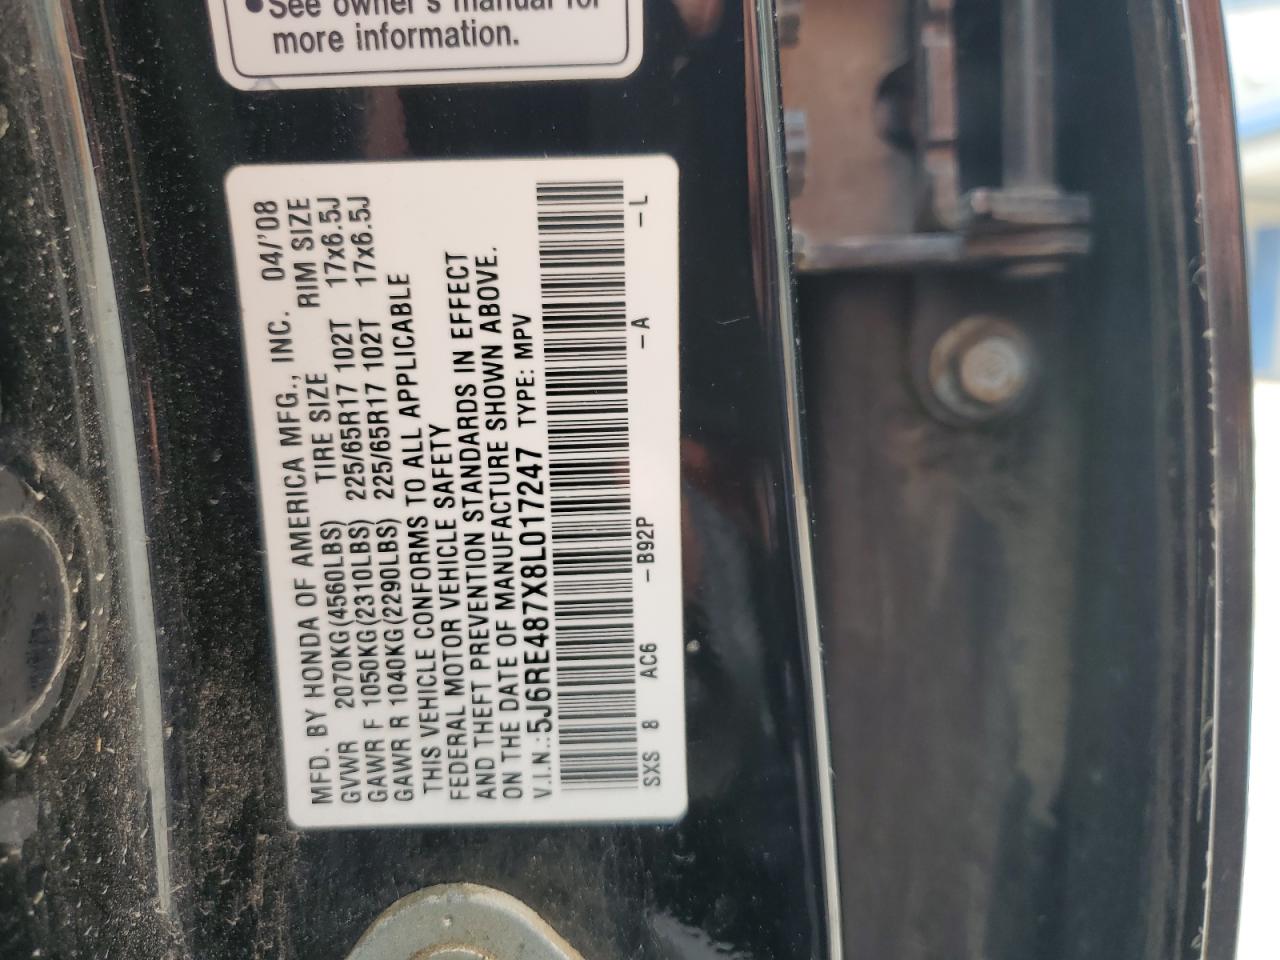 See owner's manual for
more information.
MFD. BY HONDA OF AMERICA MFG., INC. 04/'08
TIRE SIZE RIM SIZE
GVWR 2070KG(4560LBS)
GAWR F 1050KG(2310LBS) 225/65R17 102T 17x6.5J
GAWR R 1040KG(2290LBS) 225/65R17 102T 17x6.5J
THIS VEHICLE CONFORMS TO ALL APPLICABLE
FEDERAL MOTOR VEHICLE SAFETY
AND THEFT PREVENTION STANDARDS IN EFFECT
ON THE DATE OF MANUFACTURE SHOWN ABOVE.
V.I.N.:5J6RE487X8L017247 TYPE: MPV
SXS 8 AC6 -B92P -A -L